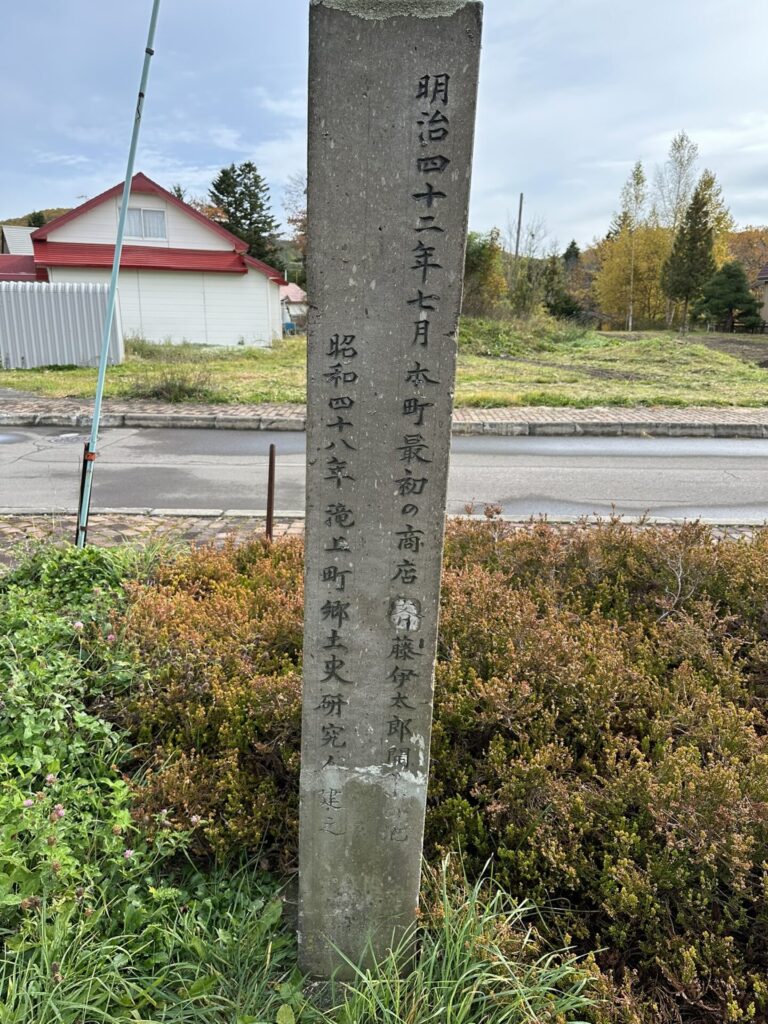 明治四十二年七月 本町最初の商店 藤伊太郎開
昭和四十八年 滝上町郷土史研究会 建之